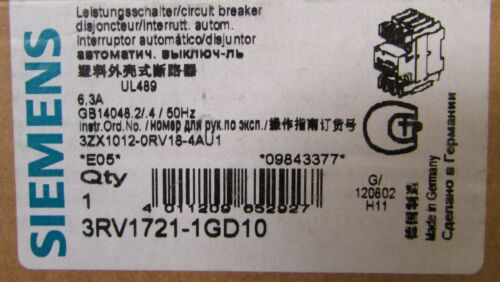 SIEMENS
Leistungsschalter/circuit breaker
disjoncteur/interrutt. autom.
interruptor automático/disjuntor
автоматич. выключ-ль
塑料外壳式断路器
UL489
6,3A
GB14048.2/.4 / 50Hz
Instr.Ord.No. / номер для рук.по эксп. / 操作指南订货号
3ZX1012-0RV18-4AU1
*E05* *09843377*
Qty
1
4 011209 652927
3RV1721-1GD10
G/
120802
H11
德国制造
Made in Germany
Сделано в Германии